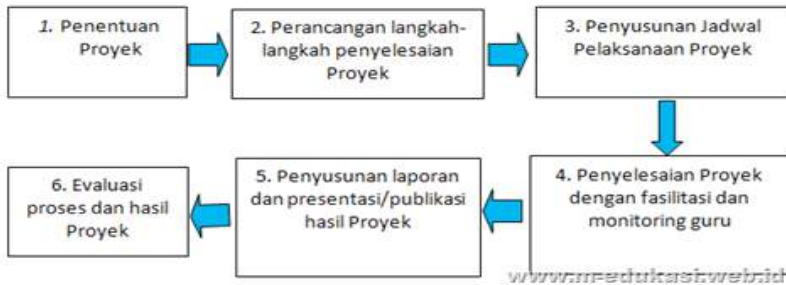 1. Penentuan
Proyek
2. Perancangan langkah-
langkah penyelesaian
Proyek
3. Penyusunan Jadwal
Pelaksanaan Proyek
4. Penyelesaian Proyek
dengan fasilitasi dan
monitoring guru
5. Penyusunan laporan
dan presentasi/publikasi
hasil Proyek
6. Evaluasi
proses dan hasil
Proyek
www.m-edukasi.web.id